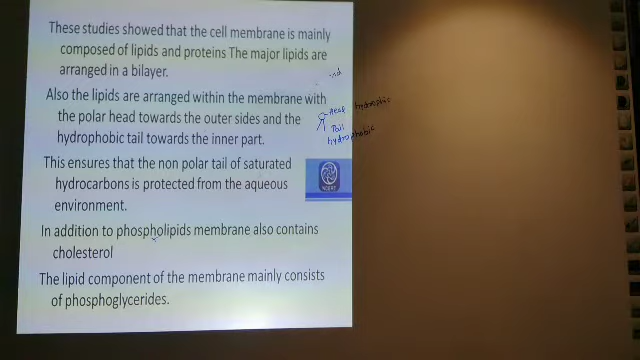 These studies showed that the cell membrane is mainly
composed of lipids and proteins The major lipids are
arranged in a bilayer.
Also the lipids are arranged within the membrane with
the polar head towards the outer sides and the
hydrophobic tail towards the inner part.
Head hydrophilic
Tail
hydrophobic
This ensures that the non polar tail of saturated
hydrocarbons is protected from the aqueous
environment.
NCERT
In addition to phospholipids membrane also contains
cholesterol
The lipid component of the membrane mainly consists
of phosphoglycerides.